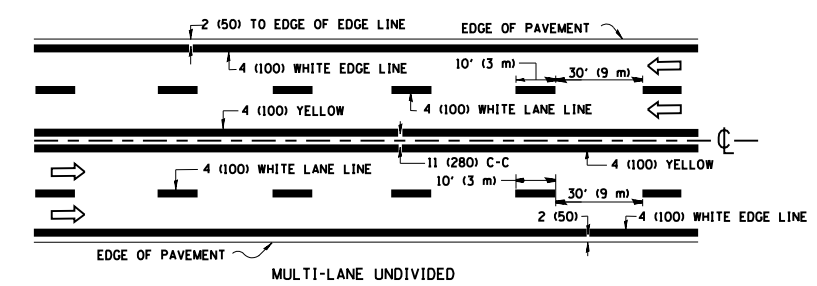 2 (50) TO EDGE OF EDGE LINE
EDGE OF PAVEMENT
4 (100) WHITE EDGE LINE
10' (3 m)
30' (9 m)
4 (100) YELLOW
4 (100) WHITE LANE LINE
℄
4 (100) WHITE LANE LINE
11 (280) C-C
4 (100) YELLOW
10' (3 m)
30' (9 m)
2 (50)
4 (100) WHITE EDGE LINE
EDGE OF PAVEMENT
MULTI-LANE UNDIVIDED